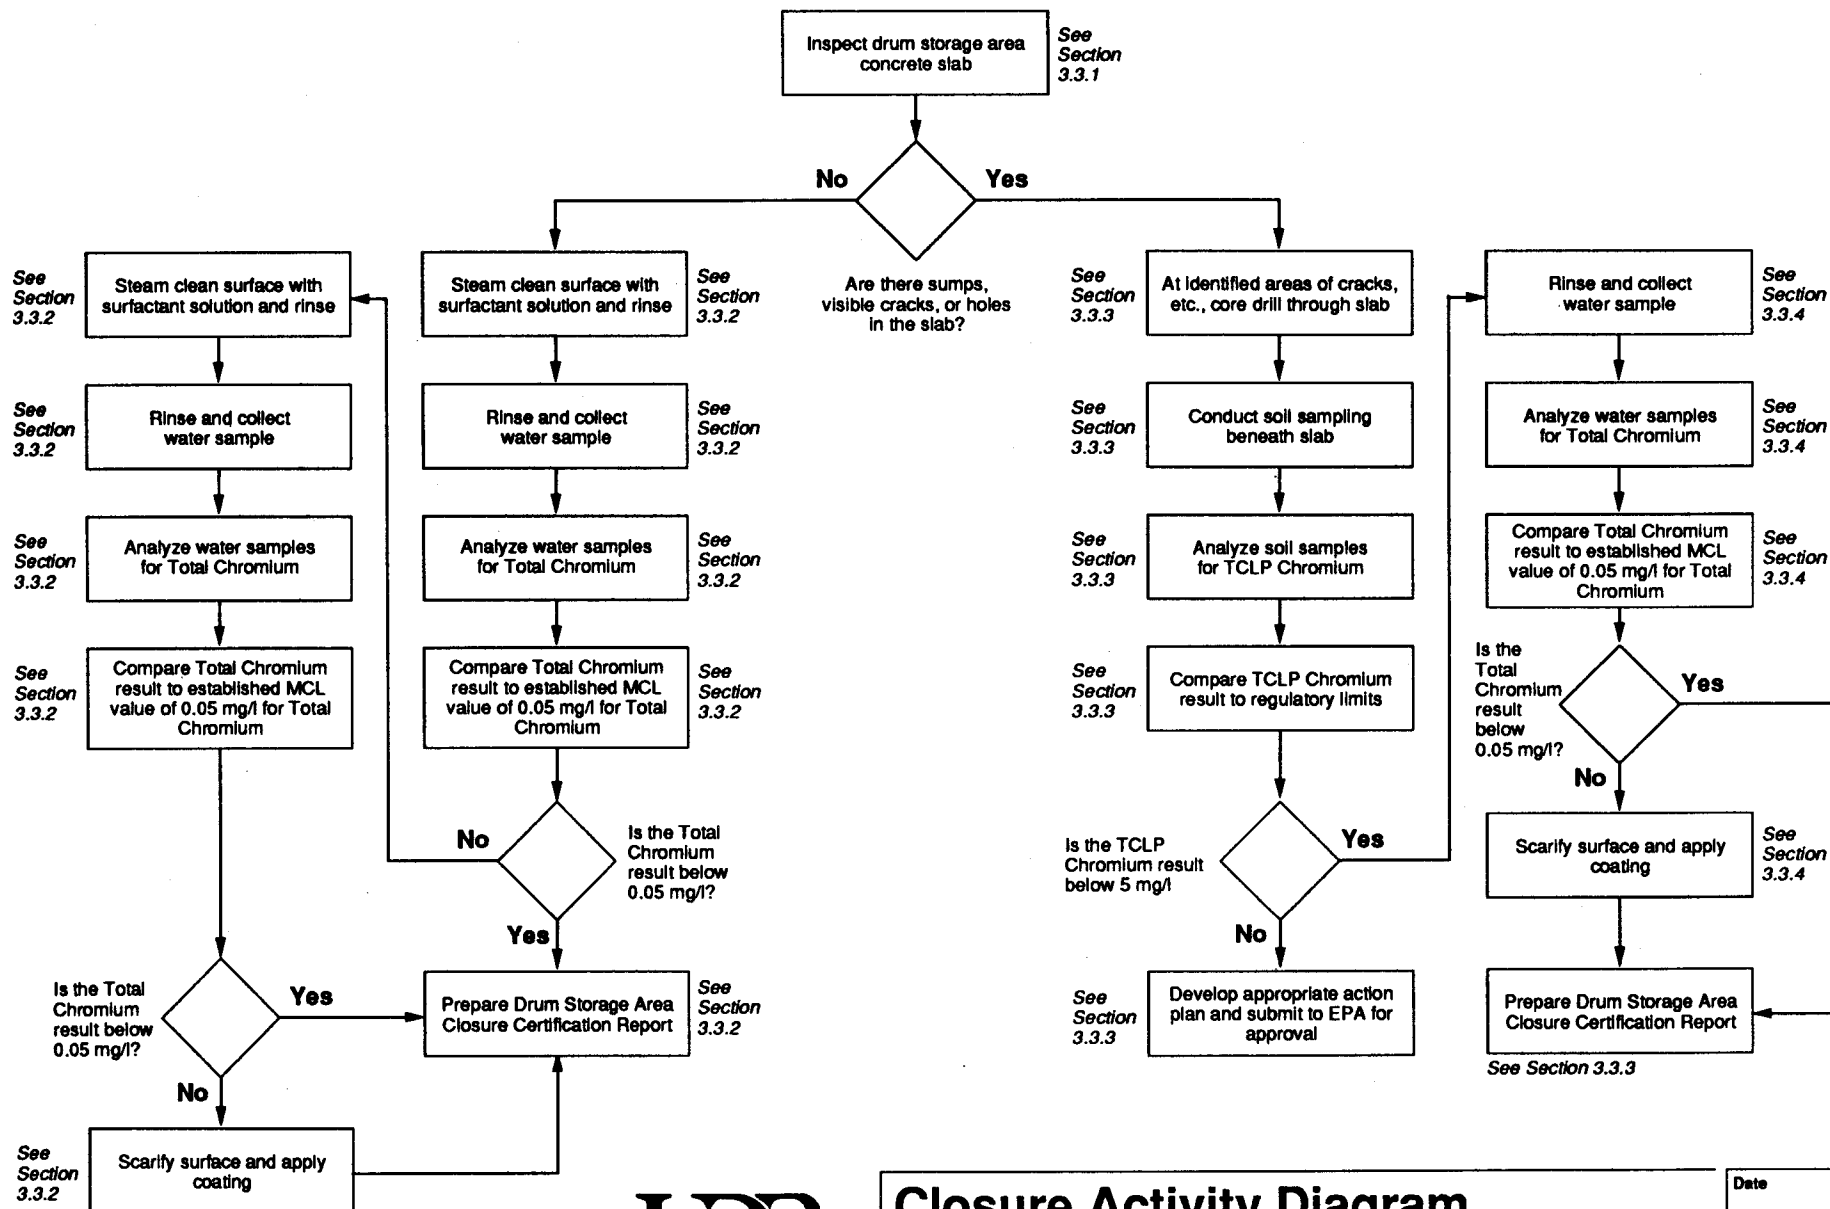 Inspect drum storage area
concrete slab
See
Section
3.3.1
No
Yes
Are there sumps,
visible cracks, or holes
in the slab?
See
Section
3.3.2
Steam clean surface with
surfactant solution and rinse
See
Section
3.3.2
Rinse and collect
water sample
See
Section
3.3.2
Analyze water samples
for Total Chromium
See
Section
3.3.2
Compare Total Chromium
result to established MCL
value of 0.05 mg/l for Total
Chromium
Is the Total
Chromium
result below
0.05 mg/l?
Yes
No
See
Section
3.3.2
Scarify surface and apply
coating
Steam clean surface with
surfactant solution and rinse
See
Section
3.3.2
Rinse and collect
water sample
See
Section
3.3.2
Analyze water samples
for Total Chromium
See
Section
3.3.2
Compare Total Chromium
result to established MCL
value of 0.05 mg/l for Total
Chromium
See
Section
3.3.2
No
Is the Total
Chromium
result below
0.05 mg/l?
Yes
Prepare Drum Storage Area
Closure Certification Report
See
Section
3.3.2
See
Section
3.3.3
At identified areas of cracks,
etc., core drill through slab
See
Section
3.3.3
Conduct soil sampling
beneath slab
See
Section
3.3.3
Analyze soil samples
for TCLP Chromium
See
Section
3.3.3
Compare TCLP Chromium
result to regulatory limits
Is the TCLP
Chromium result
below 5 mg/l
Yes
No
See
Section
3.3.3
Develop appropriate action
plan and submit to EPA for
approval
Rinse and collect
water sample
See
Section
3.3.4
Analyze water samples
for Total Chromium
See
Section
3.3.4
Compare Total Chromium
result to established MCL
value of 0.05 mg/l for Total
Chromium
See
Section
3.3.4
Is the
Total
Chromium
result
below
0.05 mg/l?
Yes
No
Scarify surface and apply
coating
See
Section
3.3.4
Prepare Drum Storage Area
Closure Certification Report
See Section 3.3.3
Closure Activity Diagram
Date